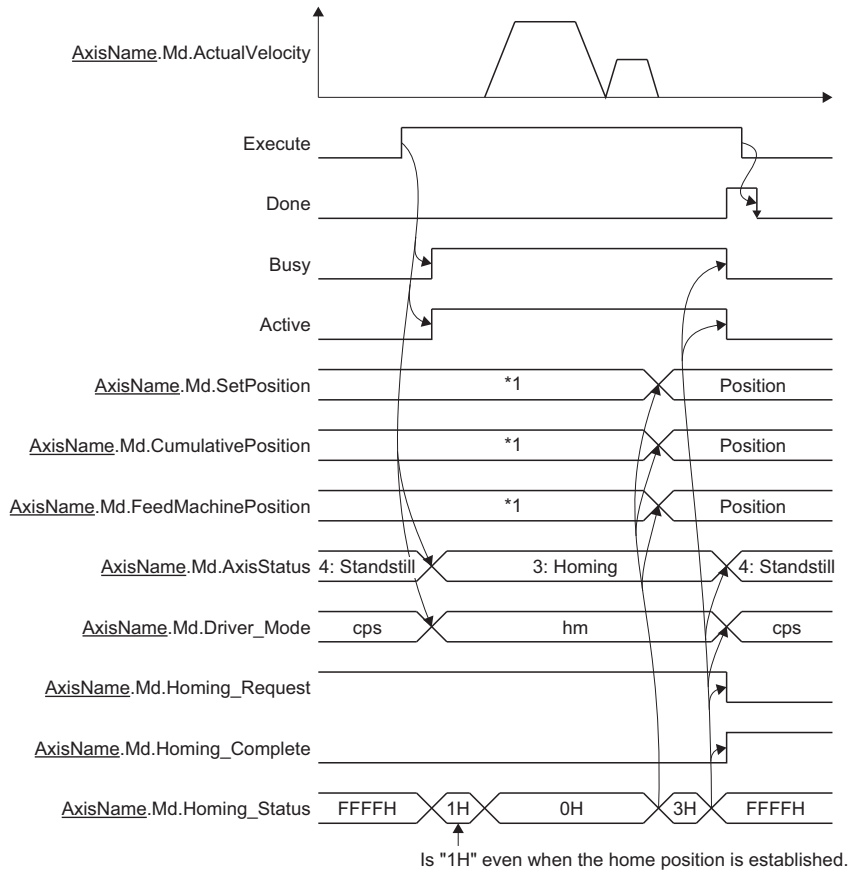 AxisName.Md.ActualVelocity
Execute
Done
Busy
Active
AxisName.Md.SetPosition *1 Position
AxisName.Md.CumulativePosition *1 Position
AxisName.Md.FeedMachinePosition *1 Position
AxisName.Md.AxisStatus 4: Standstill 3: Homing 4: Standstill
AxisName.Md.Driver_Mode cps hm cps
AxisName.Md.Homing_Request
AxisName.Md.Homing_Complete
AxisName.Md.Homing_Status FFFFH 1H 0H 3H FFFFH
Is "1H" even when the home position is established.